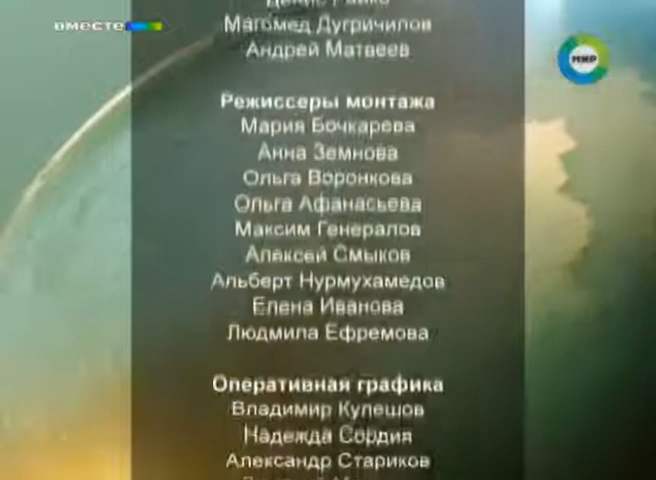 вместе
Магомед Дугричилов
Андрей Матвеев
МИР
Режиссеры монтажа
Мария Бочкарева
Анна Земнова
Ольга Воронкова
Ольга Афанасьева
Максим Генералов
Алексей Смыков
Альберт Нурмухамедов
Елена Иванова
Людмила Ефремова
Оперативная графика
Владимир Кулешов
Надежда Сордия
Александр Стариков